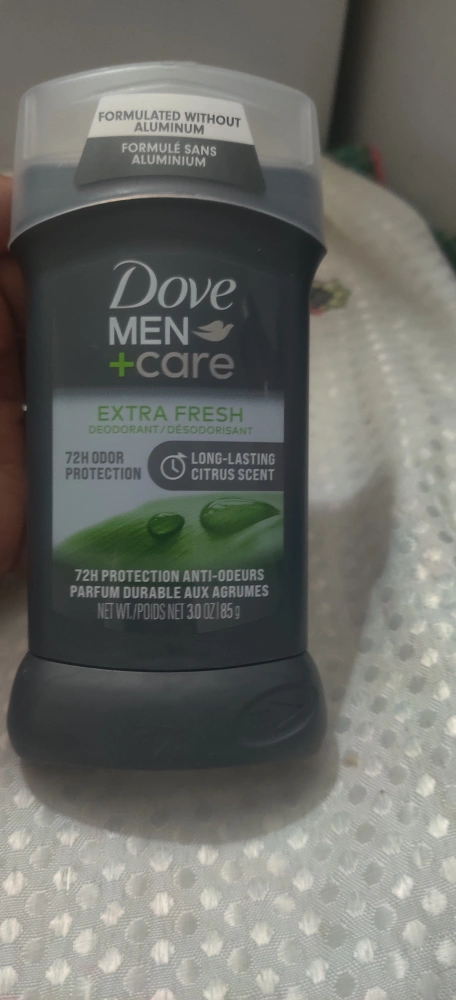 FORMULATED WITHOUT
ALUMINUM
FORMULÉ SANS
ALUMINIUM
Dove
MEN
+care
EXTRA FRESH
DEODORANT/DÉSODORISANT
72H ODOR
PROTECTION
LONG-LASTING
CITRUS SCENT
72H PROTECTION ANTI-ODEURS
PARFUM DURABLE AUX AGRUMES
NET WT./POIDS NET 3.0 OZ | 85 g